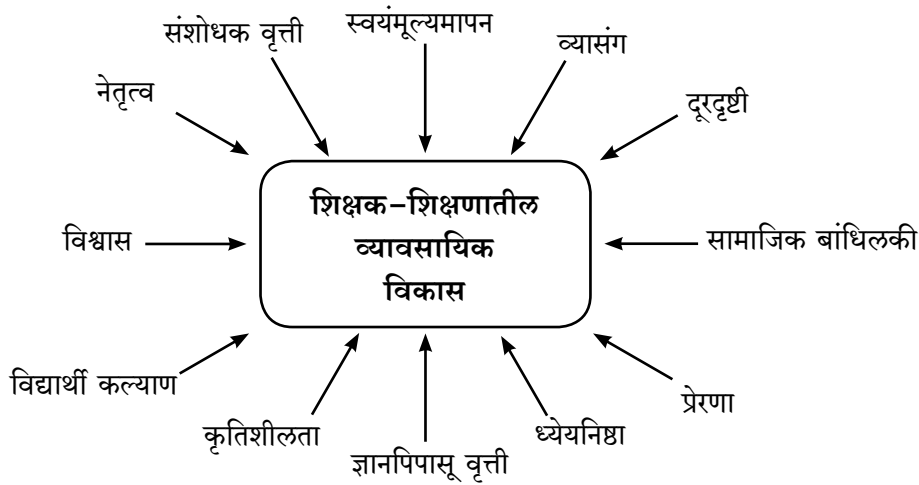 स्वयंमूल्यमापन
संशोधक वृत्ती
व्यासंग
नेतृत्व
दूरदृष्टी
शिक्षक-शिक्षणातील
व्यावसायिक
विकास
विश्वास
सामाजिक बांधिलकी
विद्यार्थी कल्याण
प्रेरणा
कृतिशीलता
ध्येयनिष्ठा
ज्ञानपिपासू वृत्ती